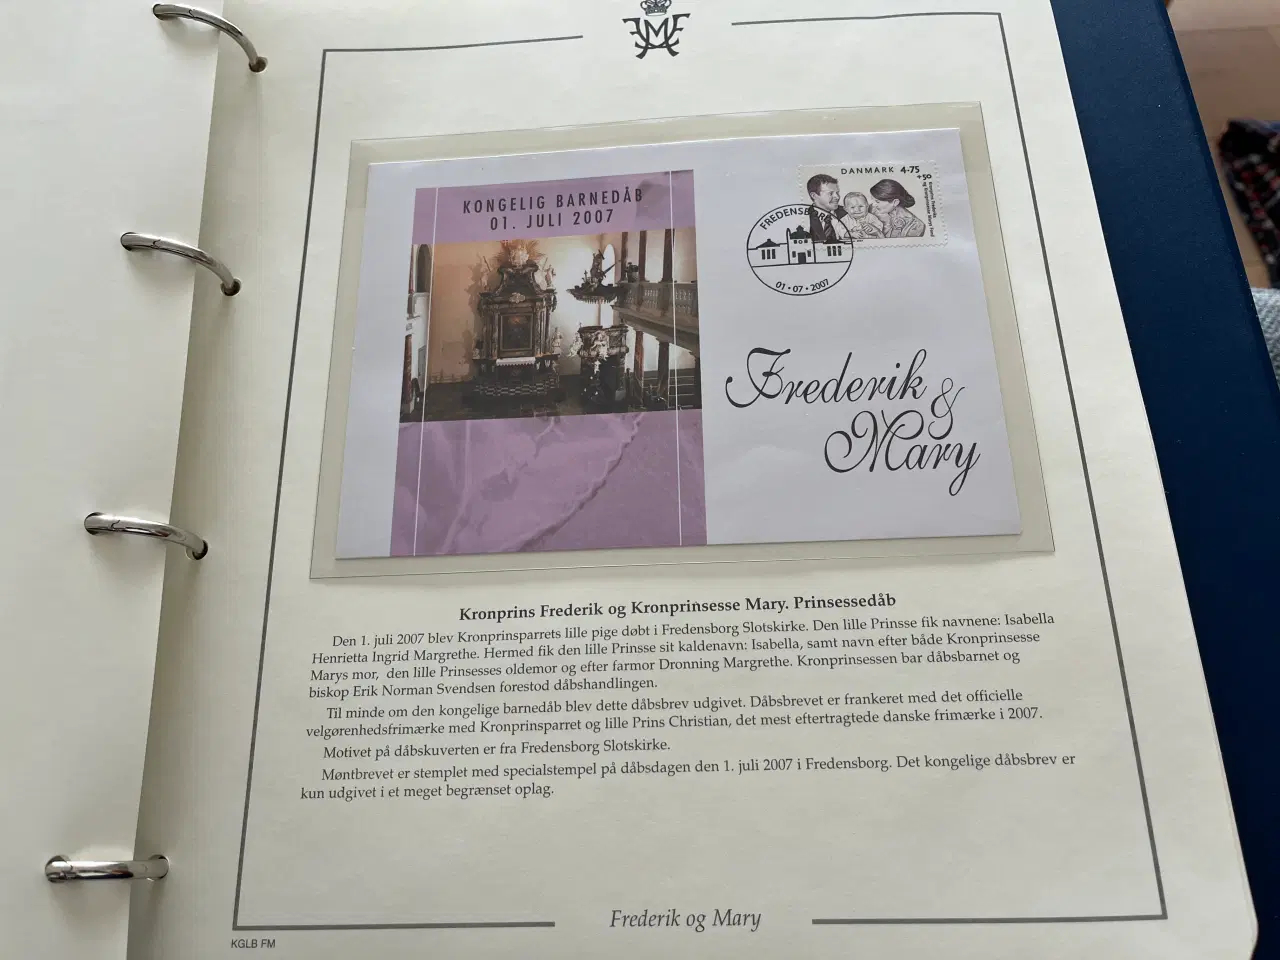 KONGELIG BARNEDÅB
01. JULI 2007
DANMARK 4.75
+50
FREDENSBORG
01•07•2007
Frederik
&
Mary
Kronprins Frederik og Kronprinsesse Mary. Prinsessedåb
Den 1. juli 2007 blev Kronprinsparrets lille pige døbt i Fredensborg Slotskirke. Den lille Prinsse fik navnene: Isabella
Henrietta Ingrid Margrethe. Hermed fik den lille Prinsse sit kaldenavn: Isabella, samt navn efter både Kronprinsesse
Marys mor, den lille Prinsesses oldemor og efter farmor Dronning Margrethe. Kronprinsessen bar dåbsbarnet og
biskop Erik Norman Svendsen forestod dåbshandlingen.
Til minde om den kongelige barnedåb blev dette dåbsbrev udgivet. Dåbsbrevet er frankeret med det officielle
velgørenhedsfrimærke med Kronprinsparret og lille Prins Christian, det mest eftertragtede danske frimærke i 2007.
Motivet på dåbskuverten er fra Fredensborg Slotskirke.
Møntbrevet er stemplet med specialstempel på dåbsdagen den 1. juli 2007 i Fredensborg. Det kongelige dåbsbrev er
kun udgivet i et meget begrænset oplag.
Frederik og Mary
KGLB FM